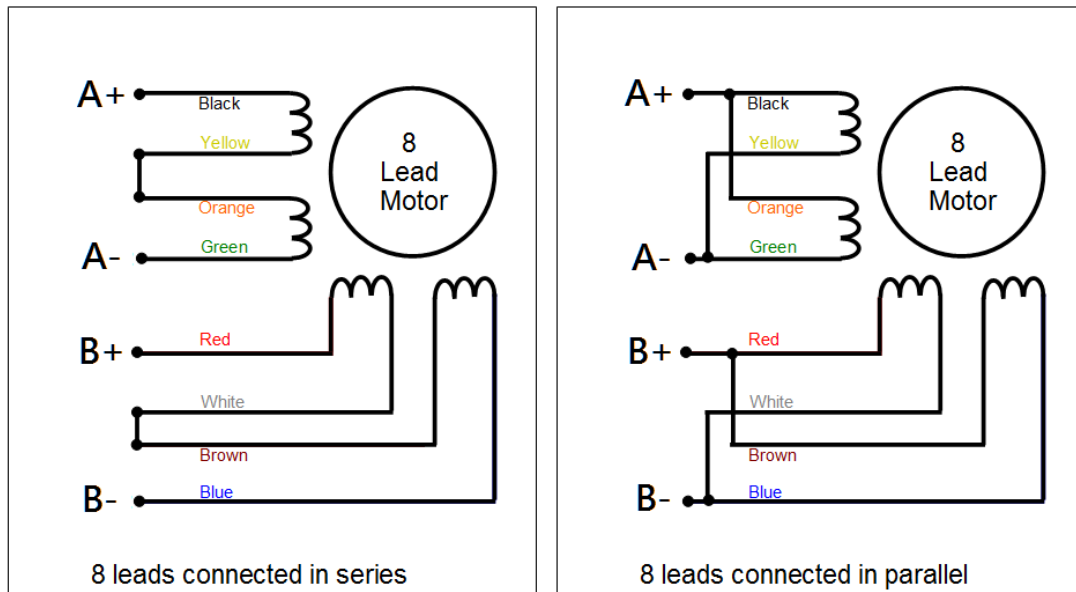 A+
Black
Yellow
Orange
A-
Green
8
Lead
Motor
B+
Red
White
Brown
B-
Blue
8 leads connected in series
A+
Black
Yellow
Orange
A-
Green
8
Lead
Motor
B+
Red
White
Brown
B-
Blue
8 leads connected in parallel